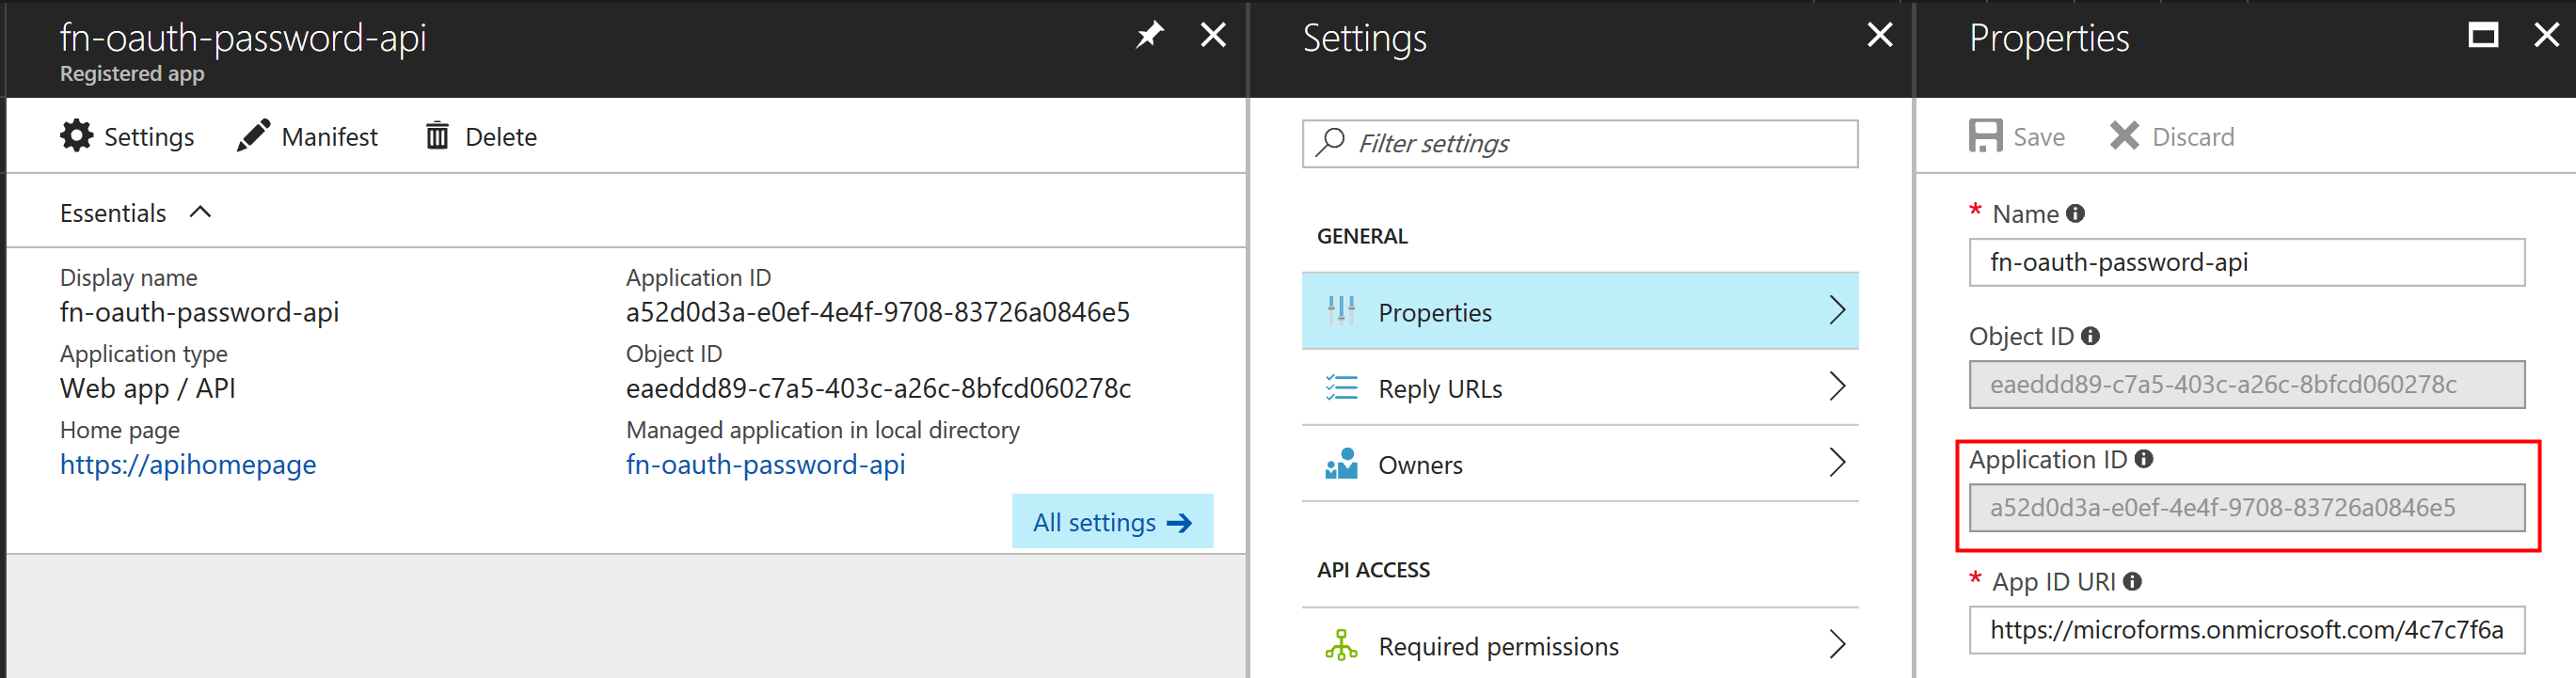 fn-oauth-password-api
Registered app
Settings
Manifest
Delete
Essentials
Display name
fn-oauth-password-api
Application type
Web app / API
Home page
https://apihomepage
Application ID
a52d0d3a-e0ef-4e4f-9708-83726a0846e5
Object ID
eaeddd89-c7a5-403c-a26c-8bfcd060278c
Managed application in local directory
fn-oauth-password-api
All settings
Settings
Filter settings
GENERAL
Properties
Reply URLs
Owners
API ACCESS
Required permissions
Properties
Save
Discard
* Name
fn-oauth-password-api
Object ID
eaeddd89-c7a5-403c-a26c-8bfcd060278c
Application ID
a52d0d3a-e0ef-4e4f-9708-83726a0846e5
* App ID URI
https://microforms.onmicrosoft.com/4c7c7f6a